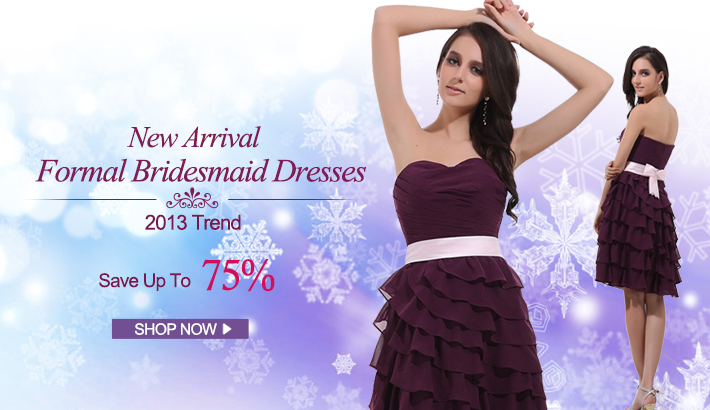 New Arrival
Formal Bridesmaid Dresses
2013 Trend
Save Up To 75%
SHOP NOW